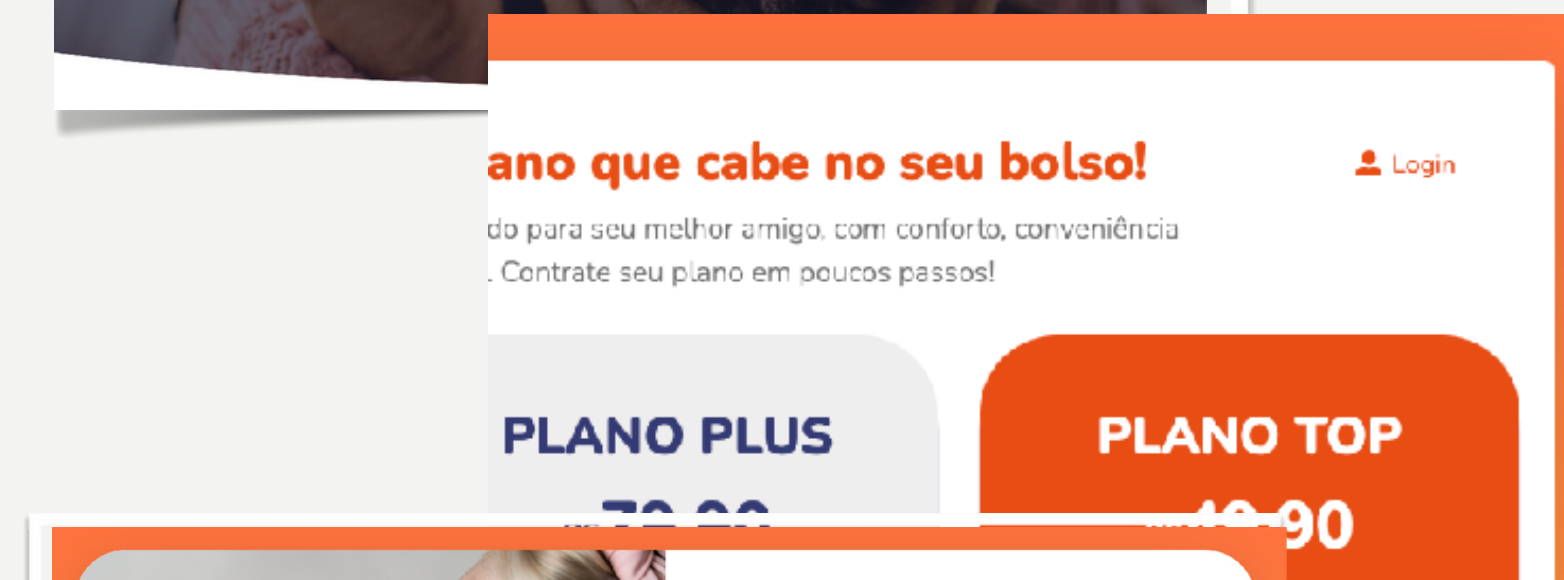 ano que cabe no seu bolso!
Login
do para seu melhor amigo, com conforto, conveniência
. Contrate seu plano em poucos passos!
PLANO PLUS
PLANO TOP